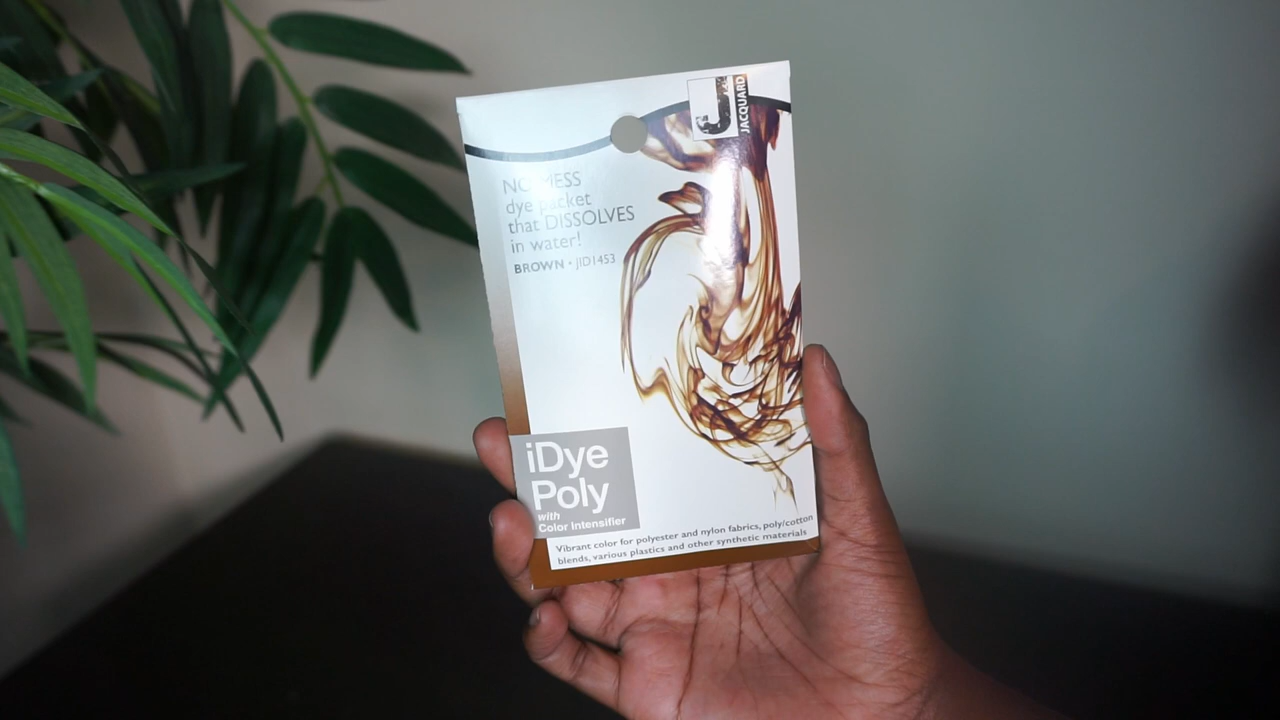 JACQUARD
NO MESS
dye packet
that DISSOLVES
in water!
BROWN • JID1453
iDye
Poly
with
Color Intensifier
Vibrant color for polyester and nylon fabrics, poly/cotton
blends, various plastics and other synthetic materials